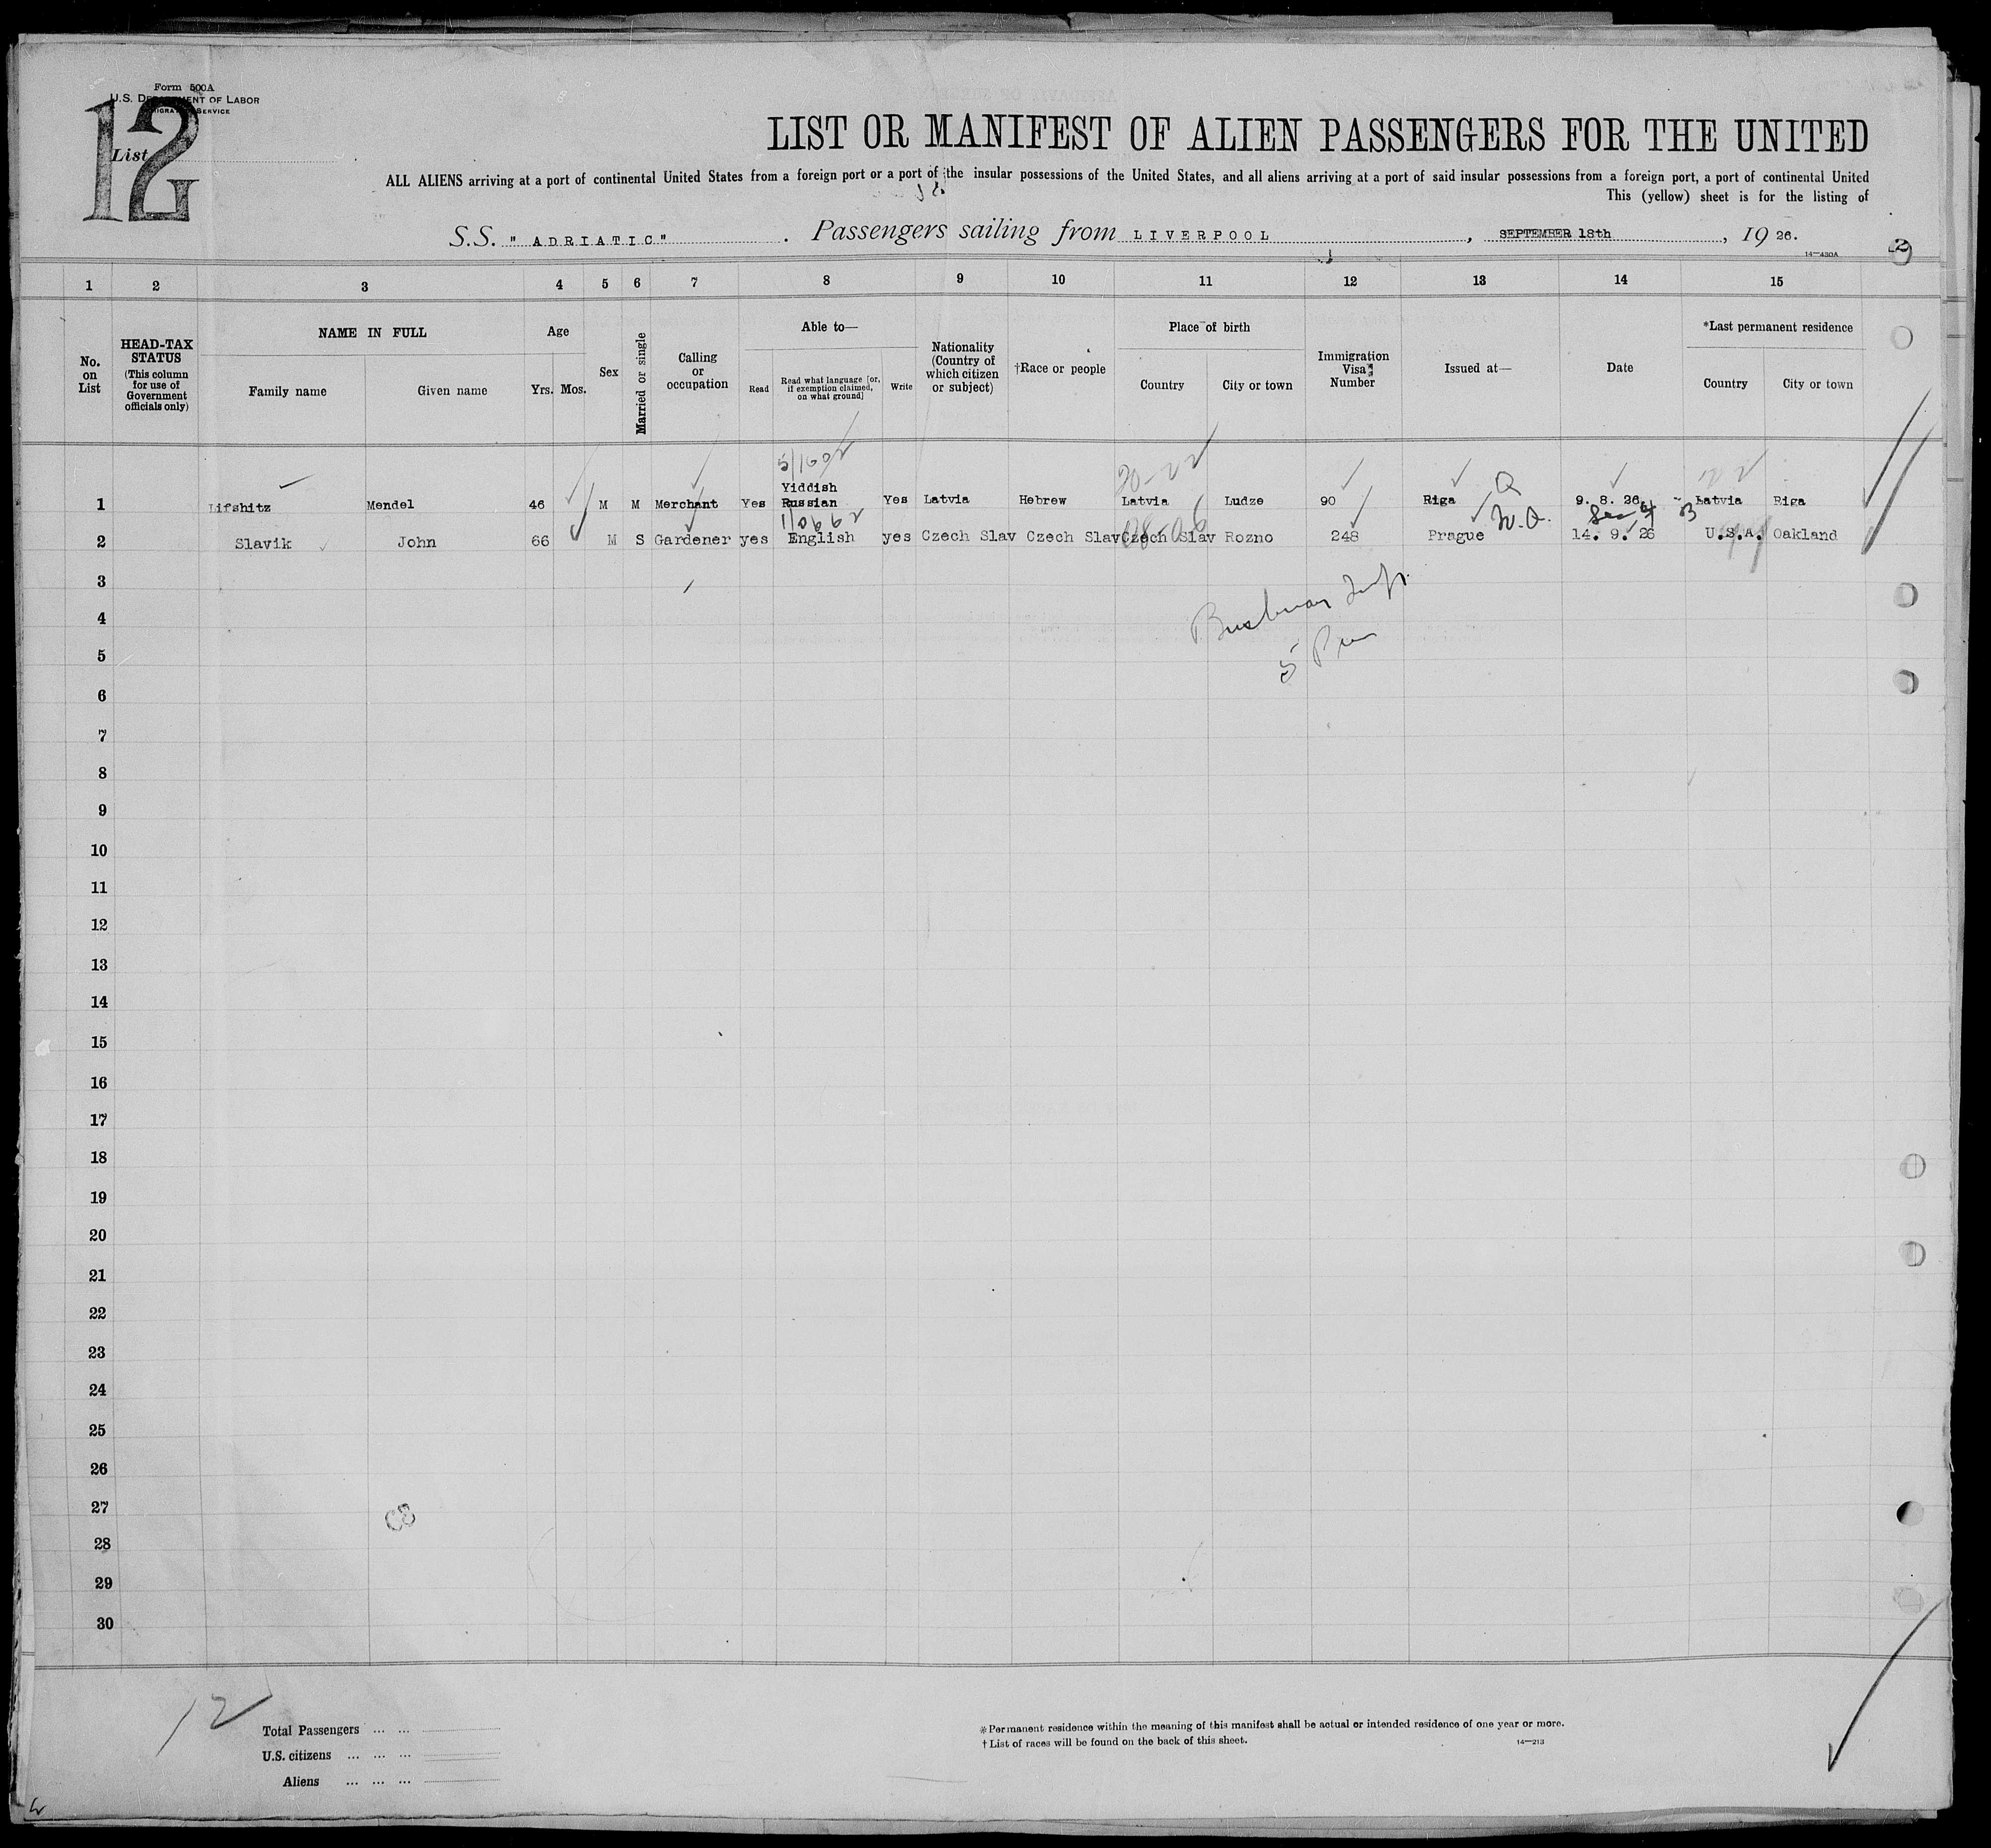 Form 500A
U.S. DEPARTMENT OF LABOR
IMMIGRATION SERVICE
12
List
LIST OR MANIFEST OF ALIEN PASSENGERS FOR THE UNITED
ALL ALIENS arriving at a port of continental United States from a foreign port or a port of the insular possessions of the United States, and all aliens arriving at a port of said insular possessions from a foreign port, a port of continental United
This (yellow) sheet is for the listing of
S.S. "ADRIATIC". Passengers sailing from LIVERPOOL, SEPTEMBER 18th, 1926.
14—430A
2
1 2 3 4 5 6 7 8 9 10 11 12 13 14 15
No. on List
HEAD-TAX STATUS (This column for use of Government officials only)
NAME IN FULL
Family name Given name
Age
Yrs. Mos.
Sex
Married or single
Calling or occupation
Able to—
Read
Read what language [or, if exemption claimed, on what ground]
Write
Nationality (Country of which citizen or subject)
†Race or people
Place of birth
Country City or town
Immigration Visa Number
Issued at—
Date
*Last permanent residence
Country City or town
5/1602
20-22
22
Q
1 Lifshitz Mendel 46 M M Merchant Yes Yiddish Russian Yes Latvia Hebrew Latvia Ludze 90 Riga 9. 8. 26 Latvia Riga
W.O. Sec 4 B
2 Slavik John 66 M S Gardener yes English yes Czech Slav Czech Slav Czech Slav Rozno 248 Prague 14. 9. 26 U.S.A. Oakland
3
4
5
6
7
8
9
10
11
12
13
14
15
16
17
18
19
20
21
22
23
24
25
26
27
28
29
30
12
Total Passengers ... ...
U.S. citizens ... ... ...
Aliens ... ... ...
*Permanent residence within the meaning of this manifest shall be actual or intended residence of one year or more.
†List of races will be found on the back of this sheet.
14—213